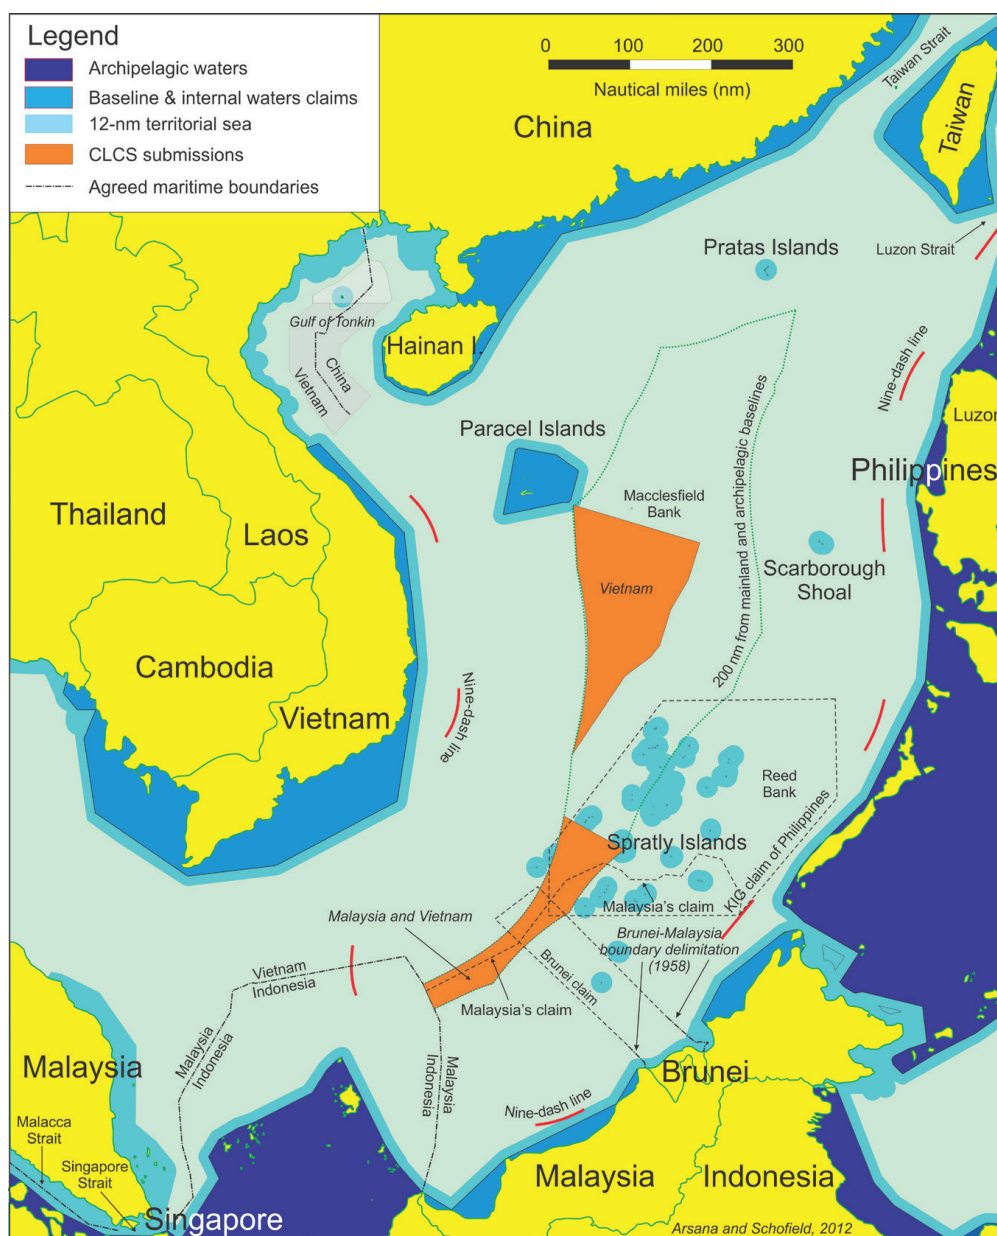 Legend
Archipelagic waters
Baseline & internal waters claims
12-nm territorial sea
CLCS submissions
Agreed maritime boundaries
0 100 200 300
Nautical miles (nm)
China
Taiwan Strait
Taiwan
Luzon Strait
Pratas Islands
Gulf of Tonkin
Hainan I.
China
Vietnam
Nine-dash line
Luzon
Paracel Islands
Macclesfield
Bank
Philippines
Thailand
Laos
200 nm from mainland and archipelagic baselines
Scarborough
Shoal
Vietnam
Cambodia
Vietnam
Nine-dash line
Reed
Bank
Spratly Islands
KIG claim of Philippines
Malaysia's claim
Malaysia and Vietnam
Brunei-Malaysia
boundary delimitation
(1958)
Vietnam
Indonesia
Brunei claim
Malaysia's claim
Malaysia
Indonesia
Malaysia
Indonesia
Malaysia
Brunei
Nine-dash line
Malacca
Strait
Singapore
Strait
Malaysia
Indonesia
Singapore
Arsana and Schofield, 2012